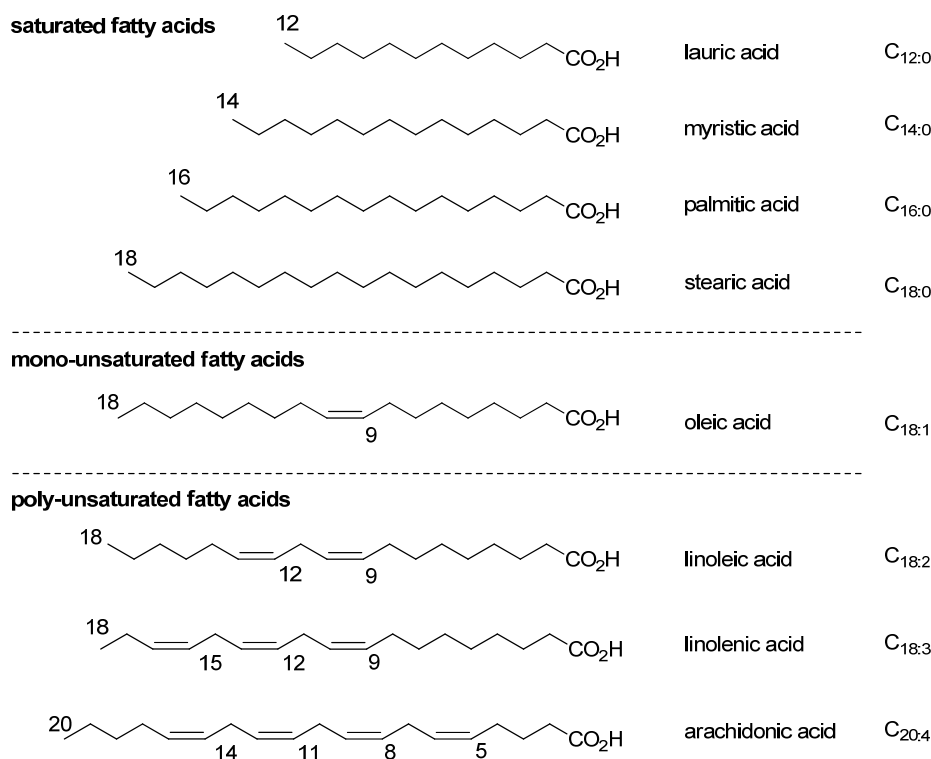 saturated fatty acids
12 CO2H lauric acid C12:0
14 CO2H myristic acid C14:0
16 CO2H palmitic acid C16:0
18 CO2H stearic acid C18:0
mono-unsaturated fatty acids
18 9 CO2H oleic acid C18:1
poly-unsaturated fatty acids
18 12 9 CO2H linoleic acid C18:2
18 15 12 9 CO2H linolenic acid C18:3
20 14 11 8 5 CO2H arachidonic acid C20:4